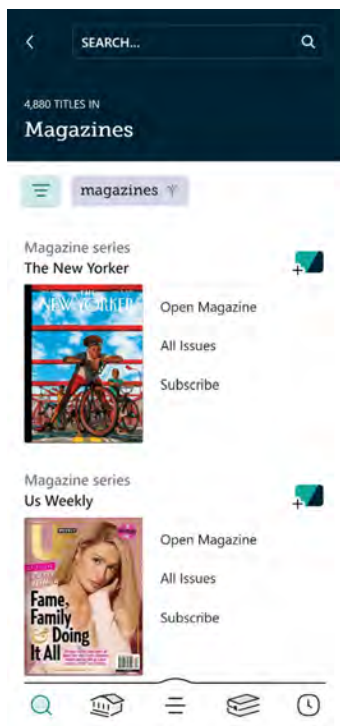 SEARCH...
4,880 TITLES IN
Magazines
magazines
Magazine series
The New Yorker
THE
NEW YORKER
Open Magazine
All Issues
Subscribe
Magazine series
Us Weekly
Us
WEEKLY
Open Magazine
All Issues
Subscribe
Fame,
Family
& Doing
It All